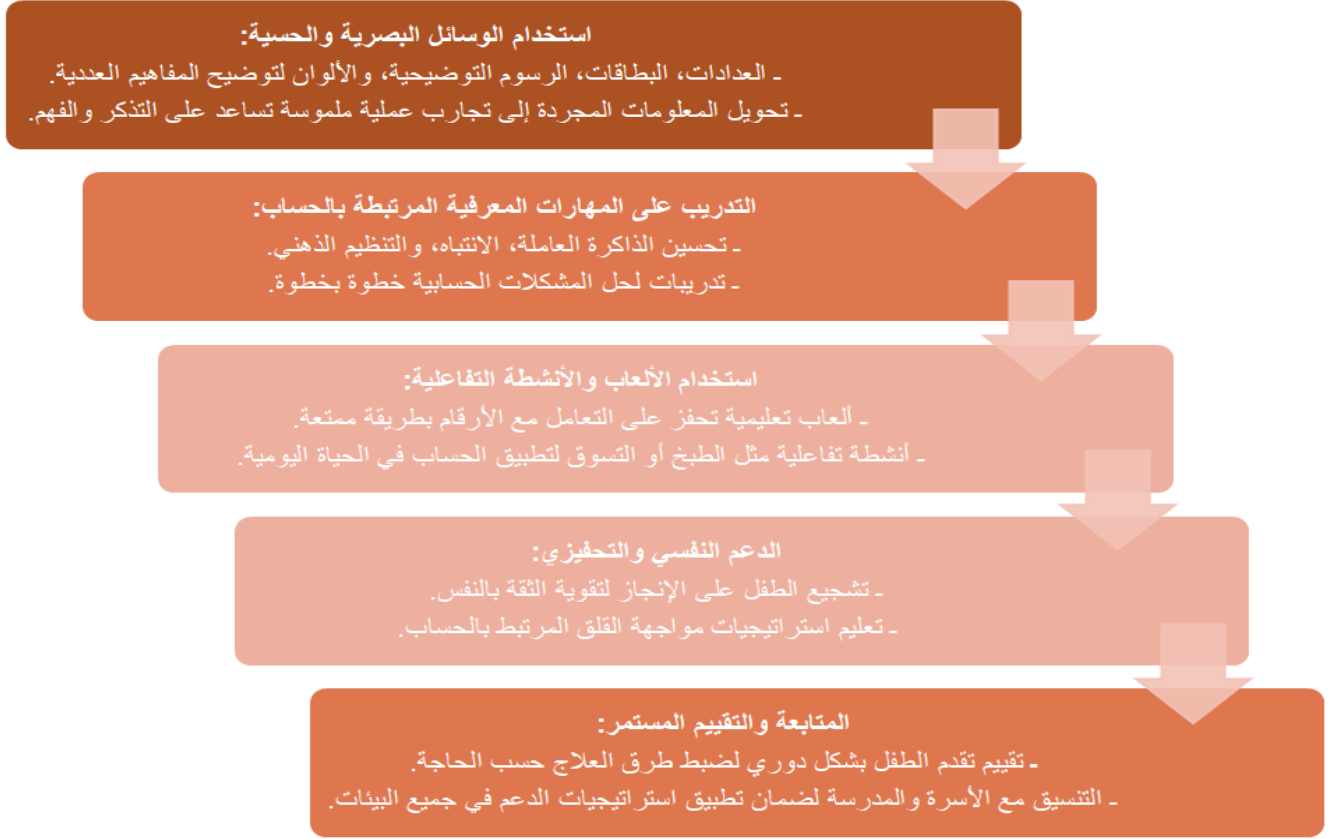 استخدام الوسائل البصرية والحسية:
ـ العدادات، البطاقات، الرسوم التوضيحية، والألوان لتوضيح المفاهيم العددية.
ـ تحويل المعلومات المجردة إلى تجارب عملية ملموسة تساعد على التذكر والفهم.
التدريب على المهارات المعرفية المرتبطة بالحساب:
ـ تحسين الذاكرة العاملة، الانتباه، والتنظيم الذهني.
ـ تدريبات لحل المشكلات الحسابية خطوة بخطوة.
استخدام الألعاب والأنشطة التفاعلية:
ـ ألعاب تعليمية تحفز على التعامل مع الأرقام بطريقة ممتعة.
ـ أنشطة تفاعلية مثل الطبخ أو التسوق لتطبيق الحساب في الحياة اليومية.
الدعم النفسي والتحفيزي:
ـ تشجيع الطفل على الإنجاز لتقوية الثقة بالنفس.
ـ تعليم استراتيجيات مواجهة القلق المرتبط بالحساب.
المتابعة والتقييم المستمر:
ـ تقييم تقدم الطفل بشكل دوري لضبط طرق العلاج حسب الحاجة.
ـ التنسيق مع الأسرة والمدرسة لضمان تطبيق استراتيجيات الدعم في جميع البيئات.